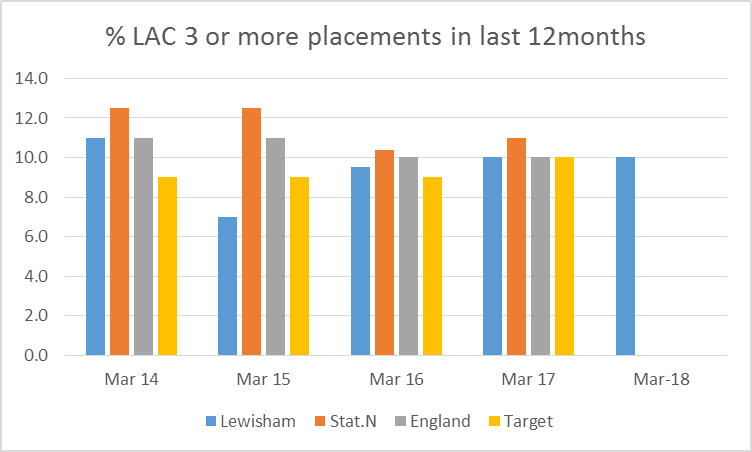 % LAC 3 or more placements in last 12months
14.0
12.0
10.0
8.0
6.0
4.0
2.0
0.0
Mar 14 Mar 15 Mar 16 Mar 17 Mar-18
Lewisham Stat.N England Target